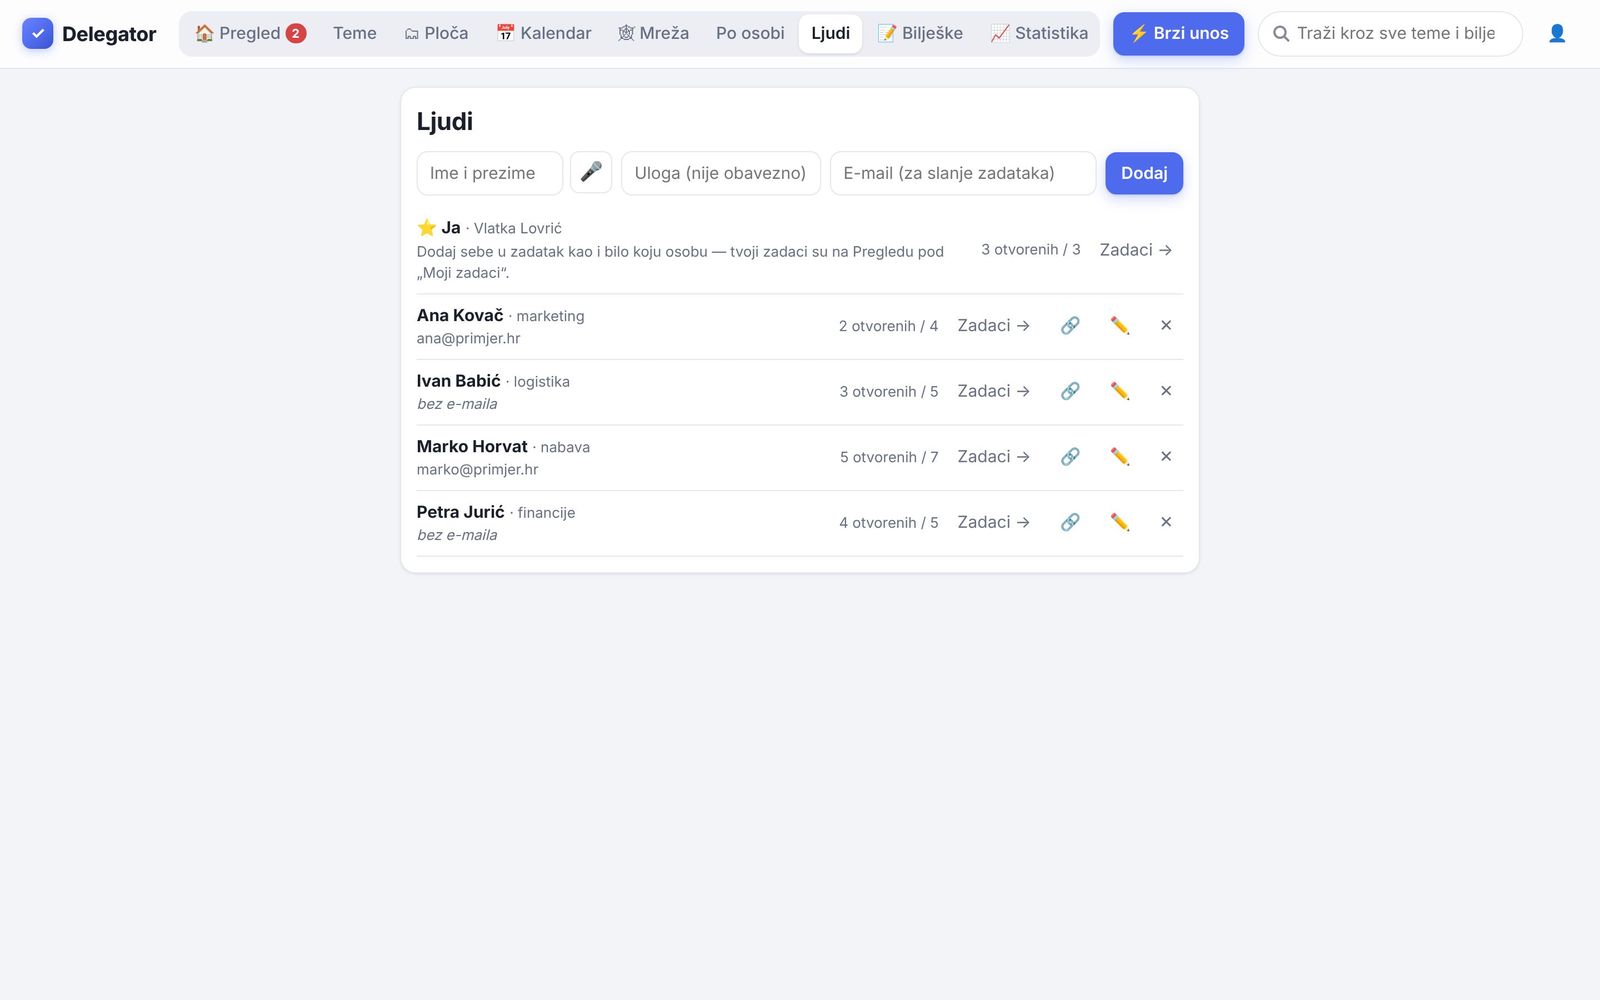 Delegator
Pregled 2
Teme
Ploča
Kalendar
Mreža
Po osobi
Ljudi
Bilješke
Statistika
Brzi unos
Traži kroz sve teme i bilje
Ljudi
Ime i prezime
Uloga (nije obavezno)
E-mail (za slanje zadataka)
Dodaj
Ja · Vlatka Lovrić
Dodaj sebe u zadatak kao i bilo koju osobu — tvoji zadaci su na Pregledu pod
„Moji zadaci“.
3 otvorenih / 3 Zadaci →
Ana Kovač · marketing
ana@primjer.hr
2 otvorenih / 4 Zadaci → ✕
Ivan Babić · logistika
bez e-maila
3 otvorenih / 5 Zadaci → ✕
Marko Horvat · nabava
marko@primjer.hr
5 otvorenih / 7 Zadaci → ✕
Petra Jurić · financije
bez e-maila
4 otvorenih / 5 Zadaci → ✕